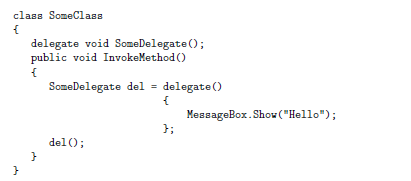 class SomeClass
{
   delegate void SomeDelegate();
   public void InvokeMethod()
   {
      SomeDelegate del = delegate()
                         {
                             MessageBox.Show("Hello");
                         };
      del();
   }
}